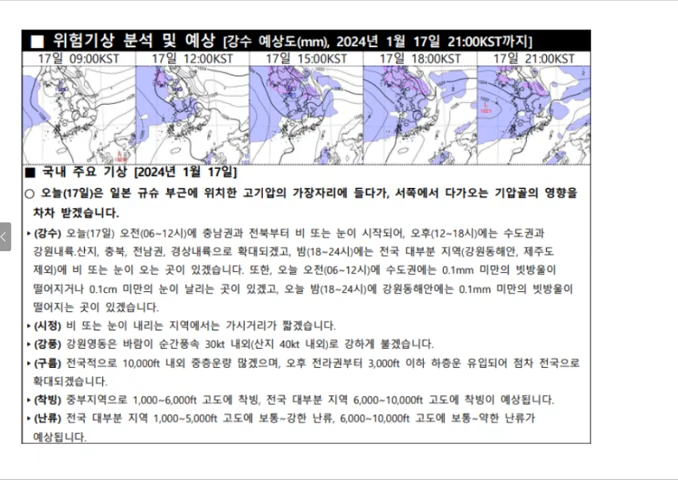 ■ 위험기상 분석 및 예상 [강수 예상도(mm), 2024년 1월 17일 21:00KST까지]
17일 09:00KST 17일 12:00KST 17일 15:00KST 17일 18:00KST 17일 21:00KST
■ 국내 주요 기상 [2024년 1월 17일]
○ 오늘(17일)은 일본 규슈 부근에 위치한 고기압의 가장자리에 들다가, 서쪽에서 다가오는 기압골의 영향을
차차 받겠습니다.
▸ (강수) 오늘(17일) 오전(06~12시)에 충남권과 전북부터 비 또는 눈이 시작되어, 오후(12~18시)에는 수도권과
강원내륙.산지, 충북, 전남권, 경상내륙으로 확대되겠고, 밤(18~24시)에는 전국 대부분 지역(강원동해안, 제주도
제외)에 비 또는 눈이 오는 곳이 있겠습니다. 또한, 오늘 오전(06~12시)에 수도권에는 0.1mm 미만의 빗방울이
떨어지거나 0.1cm 미만의 눈이 날리는 곳이 있겠고, 오늘 밤(18~24시)에 강원동해안에는 0.1mm 미만의 빗방울이
떨어지는 곳이 있겠습니다.
▸ (시정) 비 또는 눈이 내리는 지역에서는 가시거리가 짧겠습니다.
▸ (강풍) 강원영동은 바람이 순간풍속 30kt 내외(산지 40kt 내외)로 강하게 불겠습니다.
▸ (구름) 전국적으로 10,000ft 내외 중층운량 많겠으며, 오후 전라권부터 3,000ft 이하 하층운 유입되어 점차 전국으로
확대되겠습니다.
▸ (착빙) 중부지역으로 1,000~6,000ft 고도에 착빙, 전국 대부분 지역 6,000~10,000ft 고도에 착빙이 예상됩니다.
▸ (난류) 전국 대부분 지역 1,000~5,000ft 고도에 보통~강한 난류, 6,000~10,000ft 고도에 보통~약한 난류가
예상됩니다.